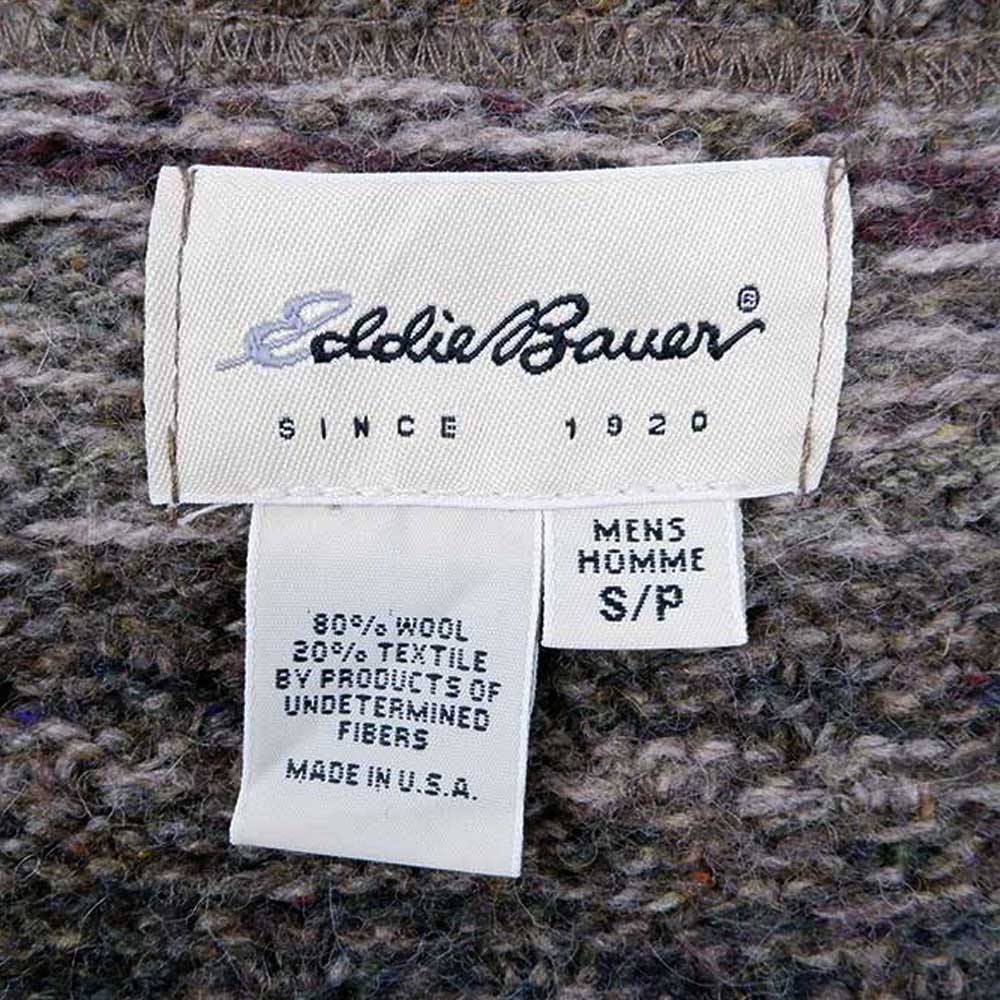 Eddie Bauer®
SINCE 1920
MENS
HOMME
S/P
80% WOOL
20% TEXTILE
BY PRODUCTS OF
UNDETERMINED
FIBERS
MADE IN U.S.A.